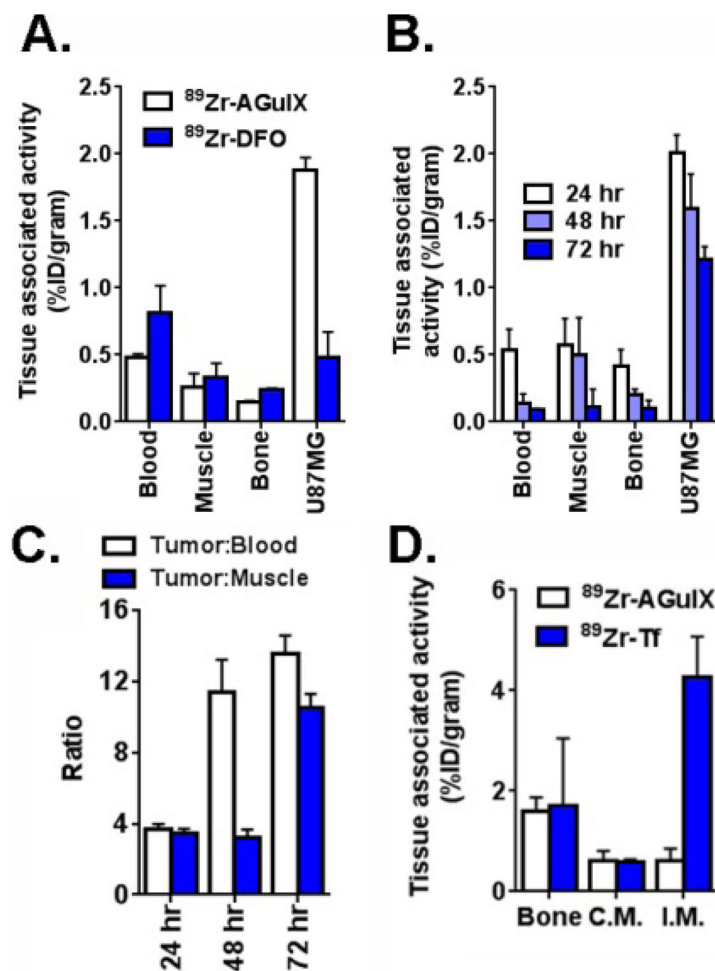 A.
Tissue associated activity
(%ID/gram)
2.5
2.0
1.5
1.0
0.5
0.0
⁸⁹Zr-AGuIX
⁸⁹Zr-DFO
Blood
Muscle
Bone
U87MG
B.
Tissue associated
activity (%ID/gram)
2.5
2.0
1.5
1.0
0.5
0.0
24 hr
48 hr
72 hr
Blood
Muscle
Bone
U87MG
C.
Tumor:Blood
Tumor:Muscle
Ratio
16
12
8
4
0
24 hr
48 hr
72 hr
D.
Tissue associated activity
(%ID/gram)
6
4
2
0
⁸⁹Zr-AGuIX
⁸⁹Zr-Tf
Bone C.M. I.M.